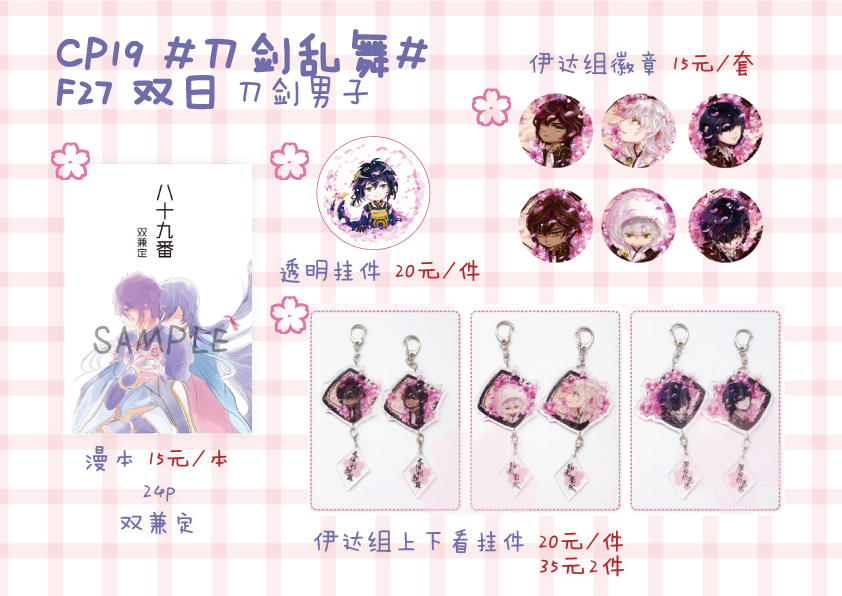 CP19 #刀剑乱舞#
F27 双日 刀剑男子
伊达组徽章 15元/套
八十九番
双兼定
SAMPLE
透明挂件 20元/件
漫本 15元/本
24P
双兼定
伊达组上下看挂件 20元/件
35元2件